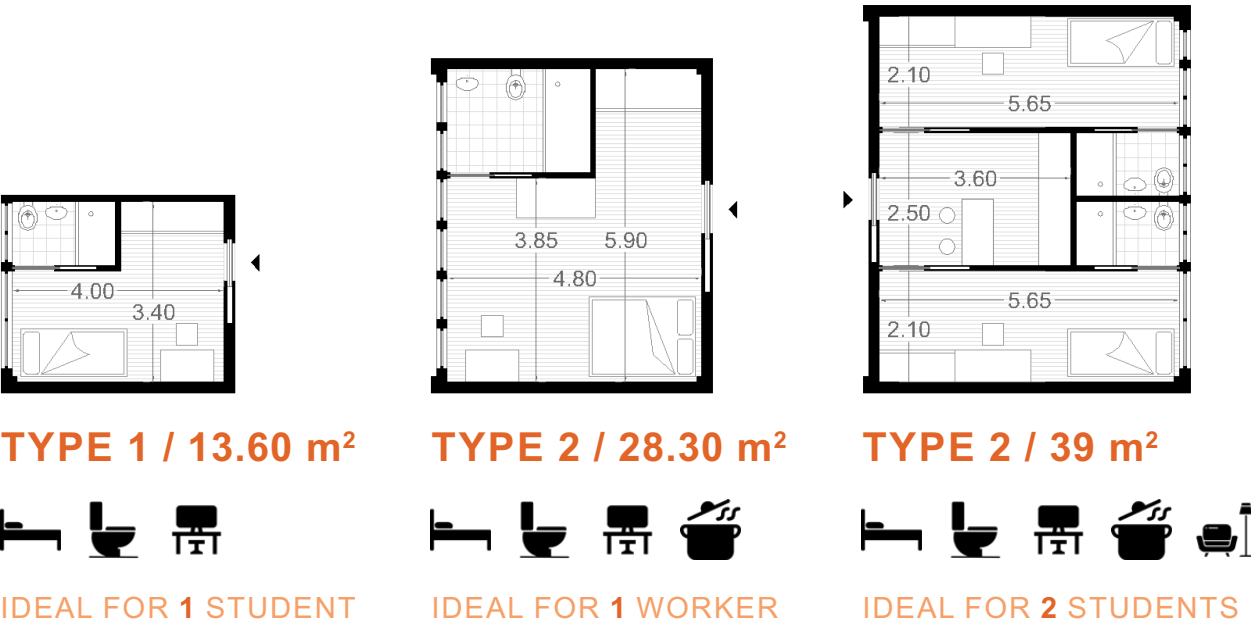 4.00
3.40
TYPE 1 / 13.60 m²
IDEAL FOR 1 STUDENT
3.85
5.90
4.80
TYPE 2 / 28.30 m²
IDEAL FOR 1 WORKER
2.10
5.65
3.60
2.50
5.65
2.10
TYPE 2 / 39 m²
IDEAL FOR 2 STUDENTS